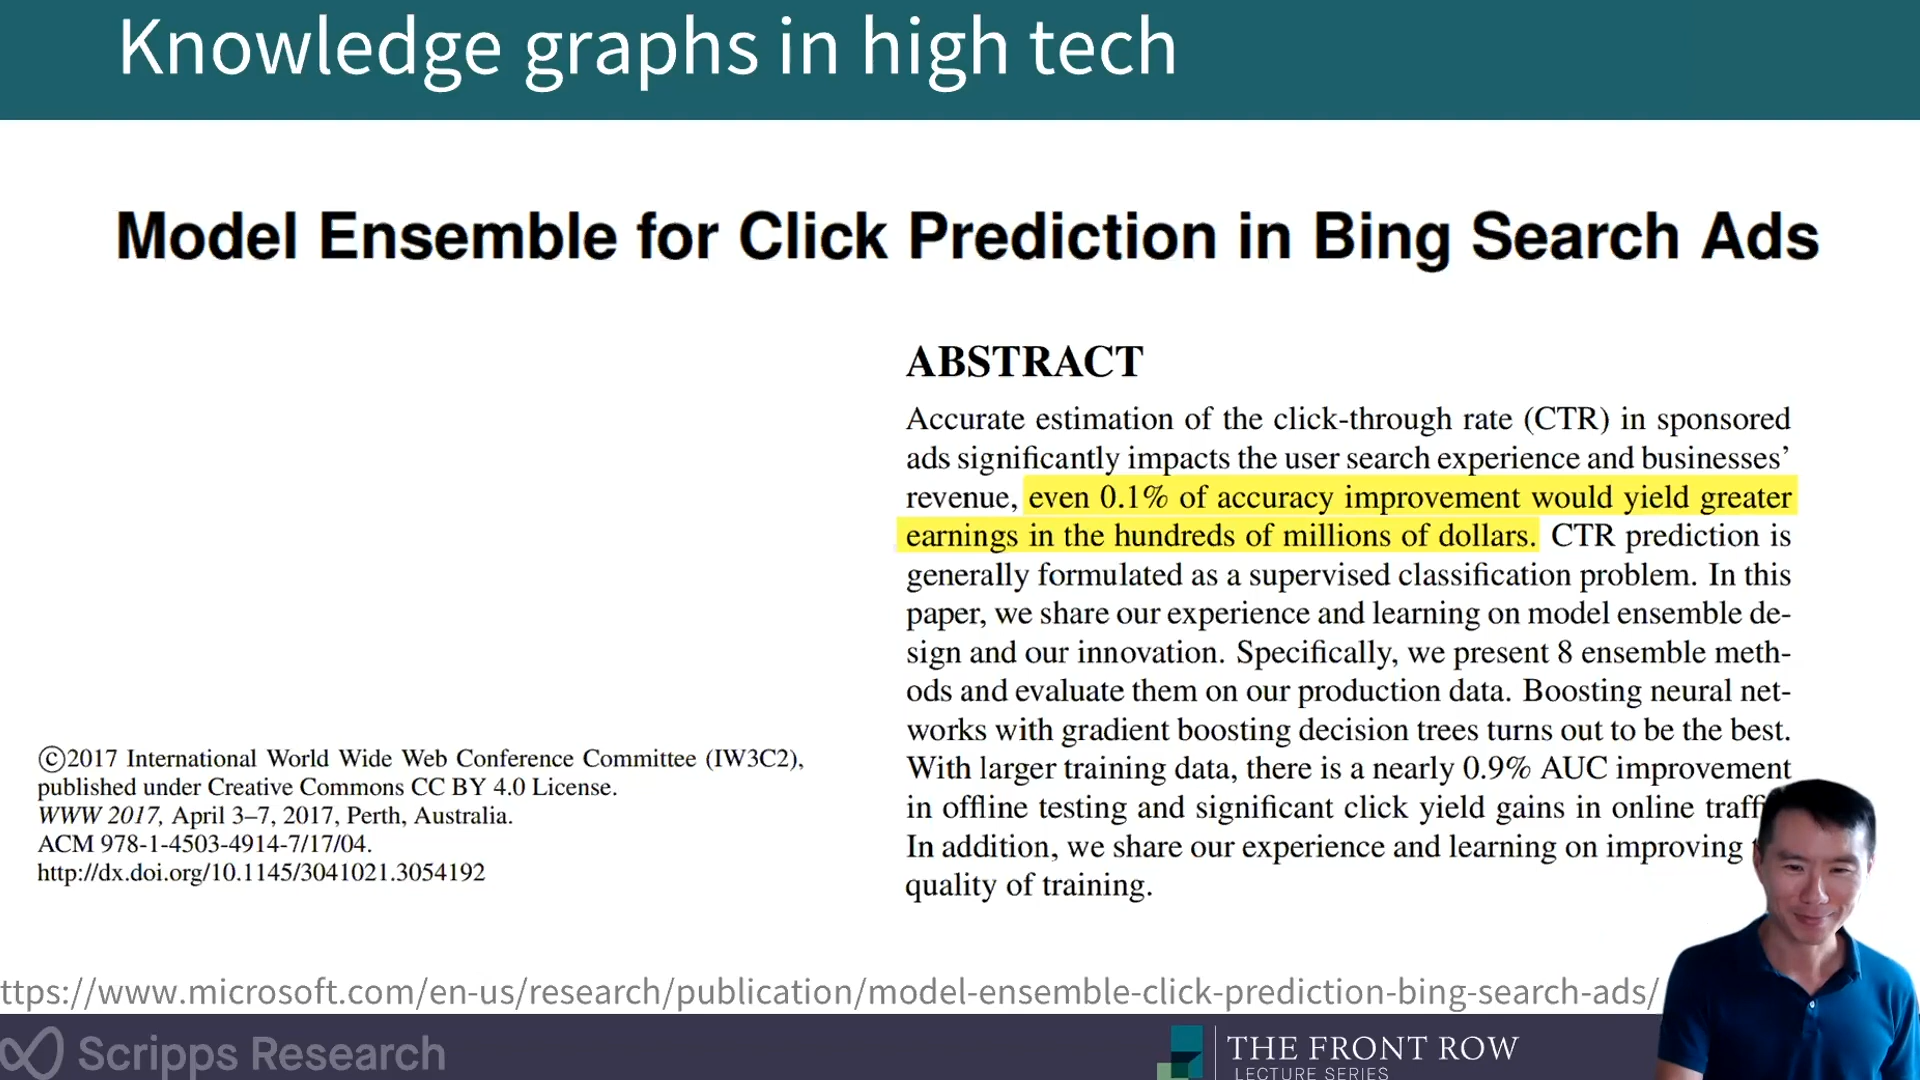 Knowledge graphs in high tech
Model Ensemble for Click Prediction in Bing Search Ads
ABSTRACT
Accurate estimation of the click-through rate (CTR) in sponsored
ads significantly impacts the user search experience and businesses’
revenue, even 0.1% of accuracy improvement would yield greater
earnings in the hundreds of millions of dollars. CTR prediction is
generally formulated as a supervised classification problem. In this
paper, we share our experience and learning on model ensemble de-
sign and our innovation. Specifically, we present 8 ensemble meth-
ods and evaluate them on our production data. Boosting neural net-
works with gradient boosting decision trees turns out to be the best.
With larger training data, there is a nearly 0.9% AUC improvement
in offline testing and significant click yield gains in online
In addition, we share our experience and learning on improving
quality of training.
©2017 International World Wide Web Conference Committee (IW3C2),
published under Creative Commons CC BY 4.0 License.
WWW 2017, April 3–7, 2017, Perth, Australia.
ACM 978-1-4503-4914-7/17/04.
http://dx.doi.org/10.1145/3041021.3054192
ttps://www.microsoft.com/en-us/research/publication/model-ensemble-click-prediction-bing-search-ads/
Scripps Research
THE FRONT ROW
LECTURE SERIES